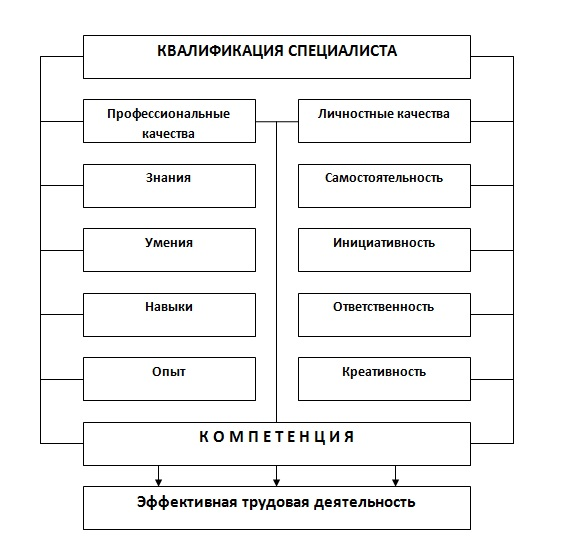 КВАЛИФИКАЦИЯ СПЕЦИАЛИСТА
Профессиональные
качества
Личностные качества
Знания
Самостоятельность
Умения
Инициативность
Навыки
Ответственность
Опыт
Креативность
К О М П Е Т Е Н Ц И Я
Эффективная трудовая деятельность